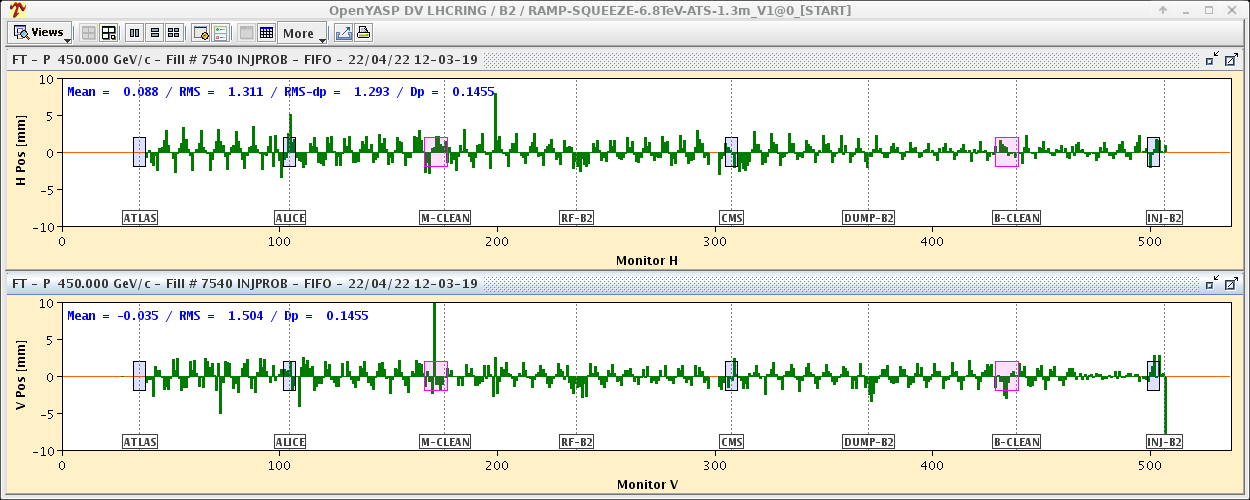 OpenYASP DV LHCRING / B2 / RAMP-SQUEEZE-6.8TeV-ATS-1.3m_V1@0_[START]
Views More
FT - P 450.000 GeV/c - Fill # 7540 INJPROB - FIFO - 22/04/22 12-03-19
Mean = 0.088 / RMS = 1.311 / RMS-dp = 1.293 / Dp = 0.1455
H Pos [mm]
10
5
0
-5
-10
ATLAS ALICE M-CLEAN RF-B2 CMS DUMP-B2 B-CLEAN INJ-B2
0 100 200 300 400 500
Monitor H
FT - P 450.000 GeV/c - Fill # 7540 INJPROB - FIFO - 22/04/22 12-03-19
Mean = -0.035 / RMS = 1.504 / Dp = 0.1455
V Pos [mm]
10
5
0
-5
-10
ATLAS ALICE M-CLEAN RF-B2 CMS DUMP-B2 B-CLEAN INJ-B2
0 100 200 300 400 500
Monitor V